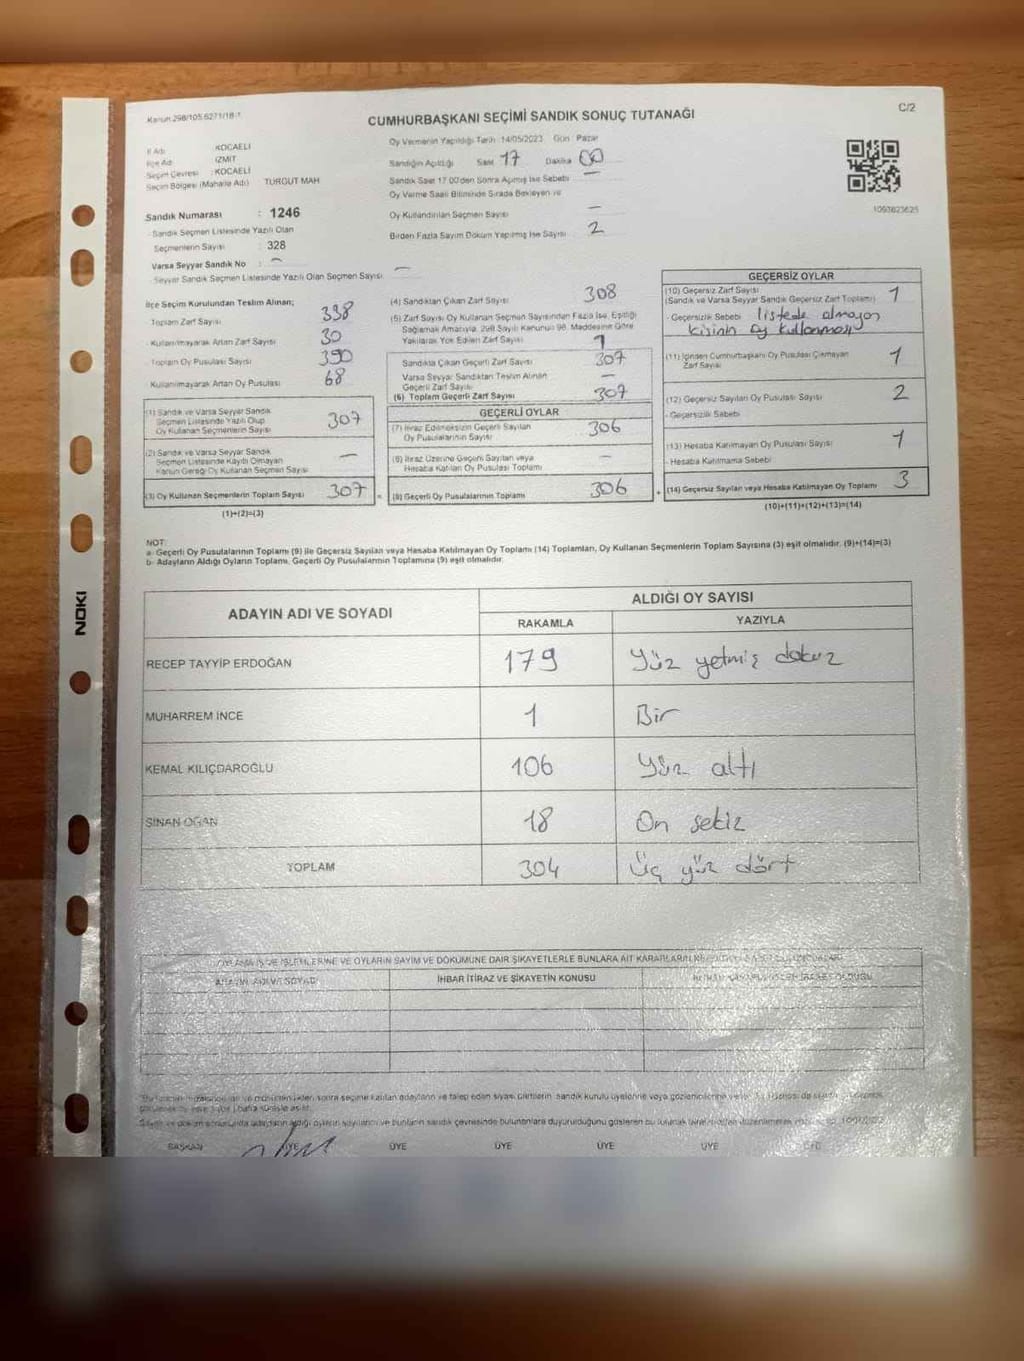 Kanun 298/105,6271/18-1
C/2
CUMHURBAŞKANI SEÇİMİ SANDIK SONUÇ TUTANAĞI
İl Adı : KOCAELİ
İlçe Adı : İZMİT
Seçim Çevresi : KOCAELİ
Seçim Bölgesi (Mahalle Adı) TURGUT MAH
Sandık Numarası : 1246
- Sandık Seçmen Listesinde Yazılı Olan
Seçmenlerin Sayısı : 328
Varsa Seyyar Sandık No : -
- Seyyar Sandık Seçmen Listesinde Yazılı Olan Seçmen Sayısı -
Oy Vermenin Yapıldığı Tarih 14/05/2023 Gün : Pazar
Sandığın Açıldığı Saat 17 Dakika 00
Sandık Saat 17.00'den Sonra Açılmış İse Sebebi -
Oy Verme Saati Bitiminde Sırada Bekleyen ve
Oy Kullandırılan Seçmen Sayısı -
Birden Fazla Sayım Döküm Yapılmış İse Sayısı 2
1093623625
İlçe Seçim Kurulundan Teslim Alınan;
- Toplam Zarf Sayısı 338
- Kullanılmayarak Artan Zarf Sayısı 30
- Toplam Oy Pusulası Sayısı 390
- Kullanılmayarak Artan Oy Pusulası 68
(1) Sandık ve Varsa Seyyar Sandık
Seçmen Listesinde Yazılı Olup
Oy Kullanan Seçmenlerin Sayısı 307
(2) Sandık ve Varsa Seyyar Sandık
Seçmen Listesinde Kayıtlı Olmayan
Kanun Gereği Oy Kullanan Seçmen Sayısı -
(3) Oy Kullanan Seçmenlerin Toplam Sayısı 307
(1)+(2)=(3)
(4) Sandıktan Çıkan Zarf Sayısı 308
(5) Zarf Sayısı Oy Kullanan Seçmen Sayısından Fazla İse, Eşitliği
Sağlamak Amacıyla, 298 Sayılı Kanunun 98. Maddesine Göre
Yakılarak Yok Edilen Zarf Sayısı 1
Sandıkta Çıkan Geçerli Zarf Sayısı 307
Varsa Seyyar Sandıktan Teslim Alınan
Geçerli Zarf Sayısı -
(6) Toplam Geçerli Zarf Sayısı 307
GEÇERLİ OYLAR
(7) İtiraz Edilmeksizin Geçerli Sayılan
Oy Pusulalarının Sayısı 306
(8) İtiraz Üzerine Geçerli Sayılan veya
Hesaba Katılan Oy Pusulası Toplamı -
(9) Geçerli Oy Pusulalarının Toplamı 306
GEÇERSİZ OYLAR
(10) Geçersiz Zarf Sayısı
(Sandık ve Varsa Seyyar Sandık Geçersiz Zarf Toplamı) 1
- Geçersizlik Sebebi listede olmayan
kişinin oy kullanması
(11) İçinden Cumhurbaşkanı Oy Pusulası Çıkmayan
Zarf Sayısı 1
(12) Geçersiz Sayılan Oy Pusulası Sayısı 2
- Geçersizlik Sebebi
(13) Hesaba Katılmayan Oy Pusulası Sayısı 1
- Hesaba Katılmama Sebebi
(14) Geçersiz Sayılan veya Hesaba Katılmayan Oy Toplamı 3
(10)+(11)+(12)+(13)=(14)
NOT:
a- Geçerli Oy Pusulalarının Toplamı (9) ile Geçersiz Sayılan veya Hesaba Katılmayan Oy Toplamı (14) Toplamları, Oy Kullanan Seçmenlerin Toplam Sayısına (3) eşit olmalıdır. (9)+(14)=(3)
b- Adayların Aldığı Oyların Toplamı, Geçerli Oy Pusulalarının Toplamına (9) eşit olmalıdır.
ADAYIN ADI VE SOYADI
ALDIĞI OY SAYISI
RAKAMLA YAZIYLA
RECEP TAYYİP ERDOĞAN 179 Yüz yetmiş dokuz
MUHARREM İNCE 1 Bir
KEMAL KILIÇDAROĞLU 106 Yüz altı
SİNAN OĞAN 18 On sekiz
TOPLAM 304 Üç yüz dört
NOKI
İŞLEMLERİNE VE OYLARIN SAYIM VE DÖKÜMÜNE DAİR ŞİKAYETLERLE BUNLARA AİT KARARLARIN
İHBAR İTİRAZ VE ŞİKAYETİN KONUSU
BAŞKAN ÜYE ÜYE ÜYE ÜYE ÜYE